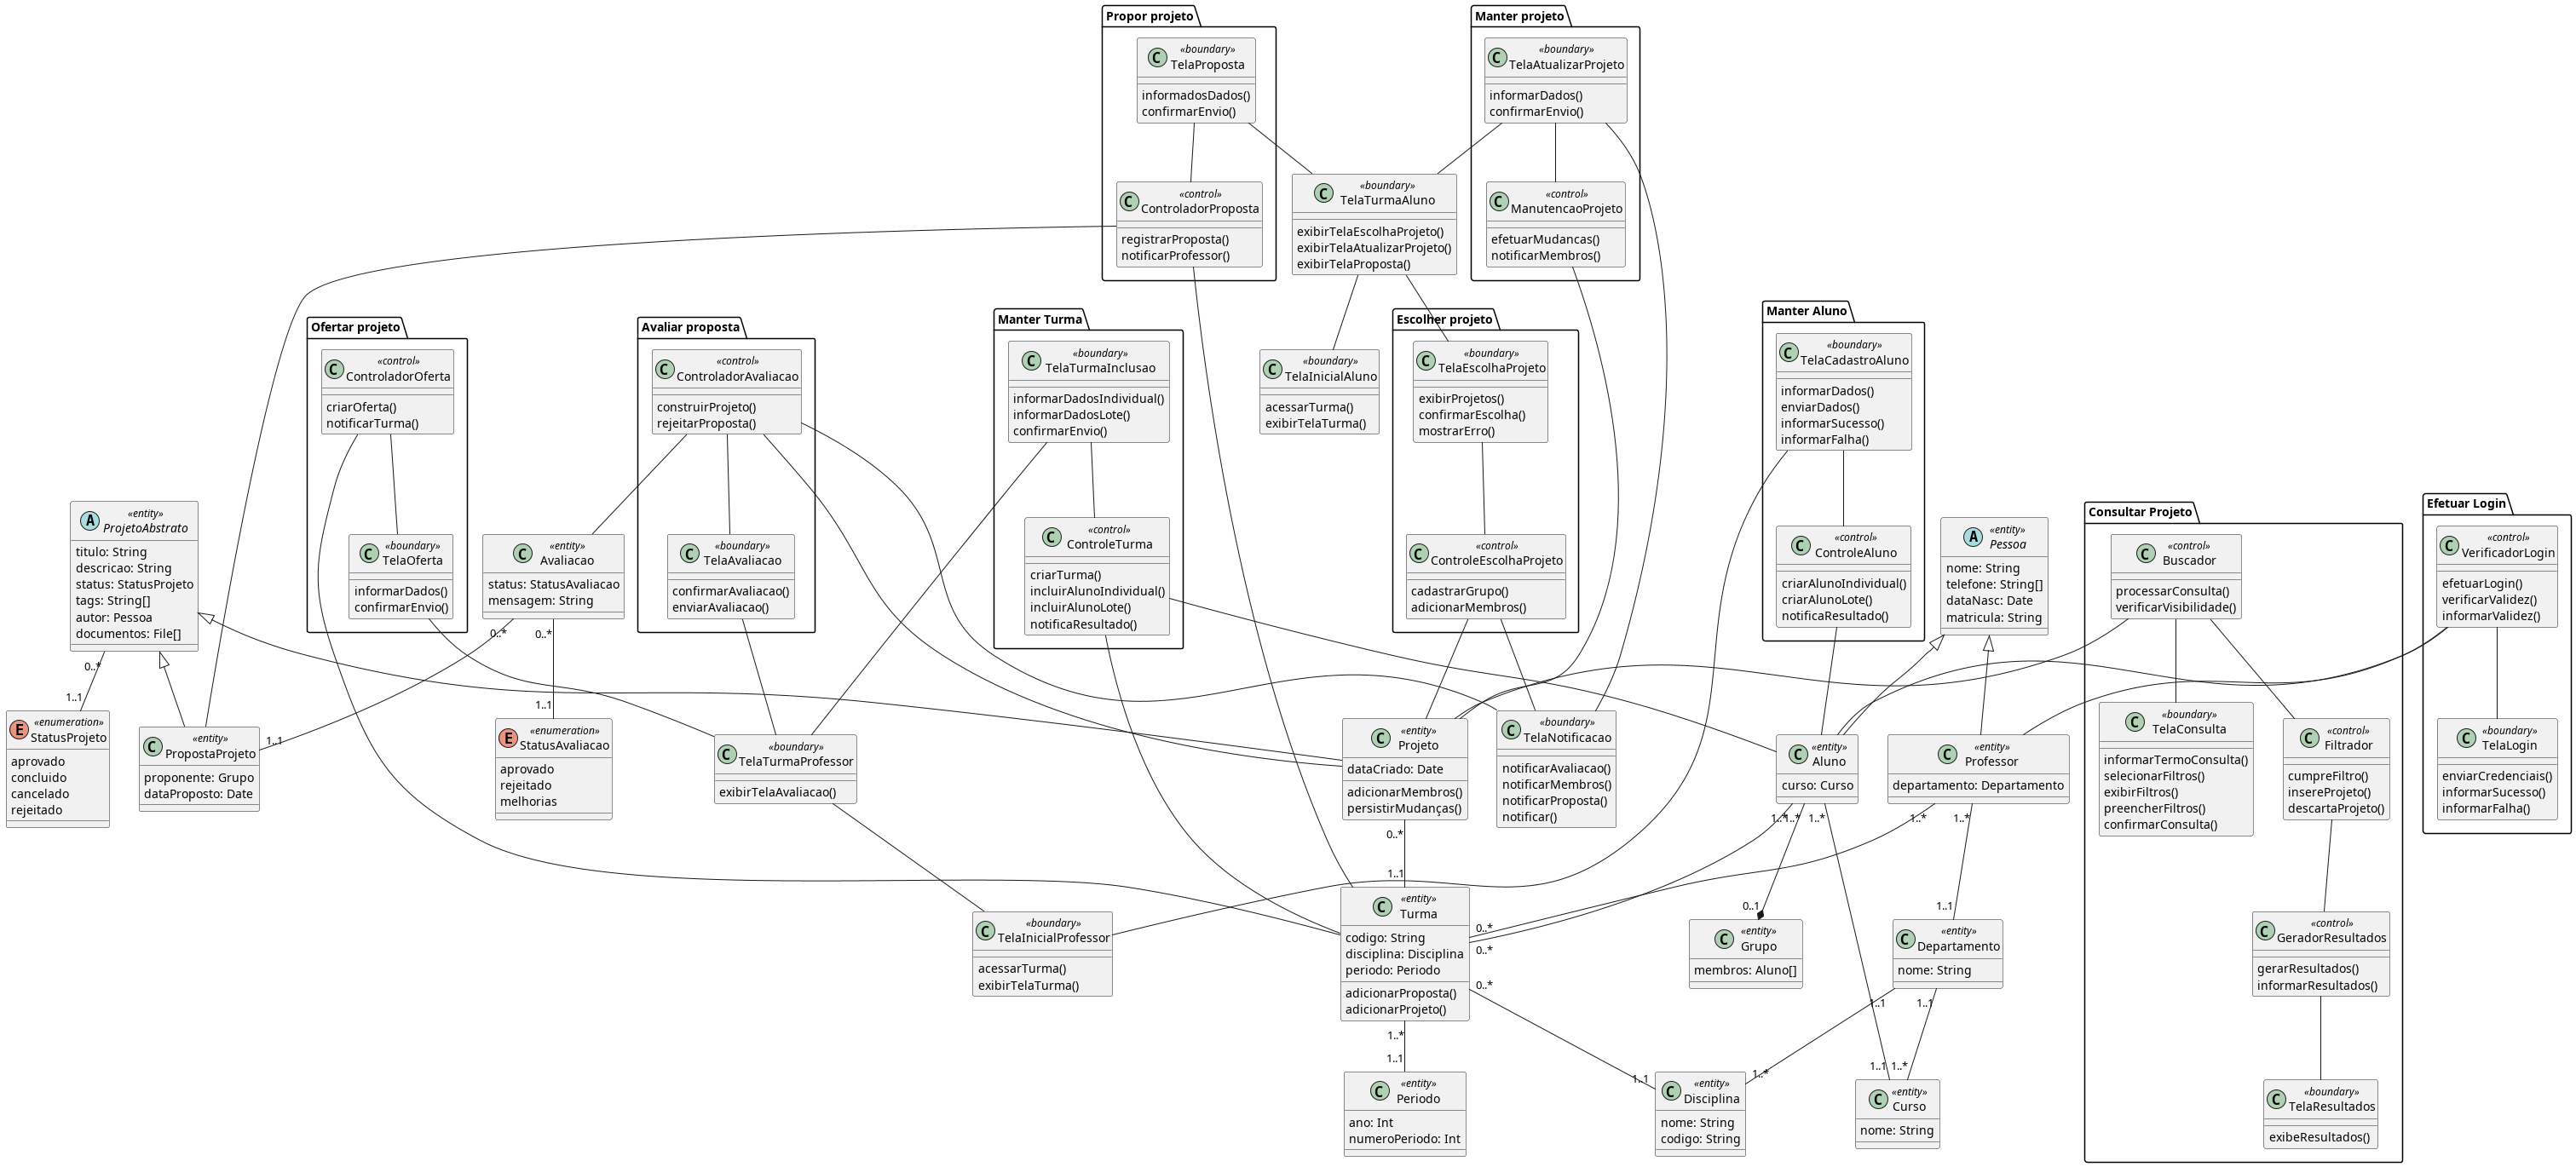 Propor projeto
«boundary»
C TelaProposta
informadosDados()
confirmarEnvio()
«control»
C ControladorProposta
registrarProposta()
notificarProfessor()
Manter projeto
«boundary»
C TelaAtualizarProjeto
informarDados()
confirmarEnvio()
«control»
C ManutencaoProjeto
efetuarMudancas()
notificarMembros()
«boundary»
C TelaTurmaAluno
exibirTelaEscolhaProjeto()
exibirTelaAtualizarProjeto()
exibirTelaProposta()
Ofertar projeto
«control»
C ControladorOferta
criarOferta()
notificarTurma()
«boundary»
C TelaOferta
informarDados()
confirmarEnvio()
Avaliar proposta
«control»
C ControladorAvaliacao
construirProjeto()
rejeitarProposta()
«boundary»
C TelaAvaliacao
confirmarAvaliacao()
enviarAvaliacao()
Manter Turma
«boundary»
C TelaTurmaInclusao
informarDadosIndividual()
informarDadosLote()
confirmarEnvio()
«control»
C ControleTurma
criarTurma()
incluirAlunoIndividual()
incluirAlunoLote()
notificaResultado()
«boundary»
C TelaInicialAluno
acessarTurma()
exibirTelaTurma()
Escolher projeto
«boundary»
C TelaEscolhaProjeto
exibirProjetos()
confirmarEscolha()
mostrarErro()
«control»
C ControleEscolhaProjeto
cadastrarGrupo()
adicionarMembros()
Manter Aluno
«boundary»
C TelaCadastroAluno
informarDados()
enviarDados()
informarSucesso()
informarFalha()
«control»
C ControleAluno
criarAlunoIndividual()
criarAlunoLote()
notificaResultado()
«entity»
A ProjetoAbstrato
titulo: String
descricao: String
status: StatusProjeto
tags: String[]
autor: Pessoa
documentos: File[]
«entity»
C Avaliacao
status: StatusAvaliacao
mensagem: String
«entity»
A Pessoa
nome: String
telefone: String[]
dataNasc: Date
matricula: String
Consultar Projeto
«control»
C Buscador
processarConsulta()
verificarVisibilidade()
«boundary»
C TelaConsulta
informarTermoConsulta()
selecionarFiltros()
exibirFiltros()
preencherFiltros()
confirmarConsulta()
«control»
C Filtrador
cumpreFiltro()
insereProjeto()
descartaProjeto()
«control»
C GeradorResultados
gerarResultados()
informarResultados()
«boundary»
C TelaResultados
exibeResultados()
Efetuar Login
«control»
C VerificadorLogin
efetuarLogin()
verificarValidez()
informarValidez()
«boundary»
C TelaLogin
enviarCredenciais()
informarSucesso()
informarFalha()
0..*
1..1
0..*
1..1
0..*
1..1
«enumeration»
E StatusProjeto
aprovado
concluido
cancelado
rejeitado
«entity»
C PropostaProjeto
proponente: Grupo
dataProposto: Date
«enumeration»
E StatusAvaliacao
aprovado
rejeitado
melhorias
«boundary»
C TelaTurmaProfessor
exibirTelaAvaliacao()
«entity»
C Projeto
dataCriado: Date
adicionarMembros()
persistirMudanças()
«boundary»
C TelaNotificacao
notificarAvaliacao()
notificarMembros()
notificarProposta()
notificar()
«entity»
C Aluno
curso: Curso
«entity»
C Professor
departamento: Departamento
0..*
1..1
1..*
1..*
1..*
1..*
1..*
0..1
1..1
«boundary»
C TelaInicialProfessor
acessarTurma()
exibirTelaTurma()
«entity»
C Turma
codigo: String
disciplina: Disciplina
periodo: Periodo
adicionarProposta()
adicionarProjeto()
0..*
0..*
0..*
«entity»
C Grupo
membros: Aluno[]
«entity»
C Departamento
nome: String
1..*
1..1
1..1
1..1
1..1
1..*
1..1
1..*
«entity»
C Periodo
ano: Int
numeroPeriodo: Int
«entity»
C Disciplina
nome: String
codigo: String
«entity»
C Curso
nome: String